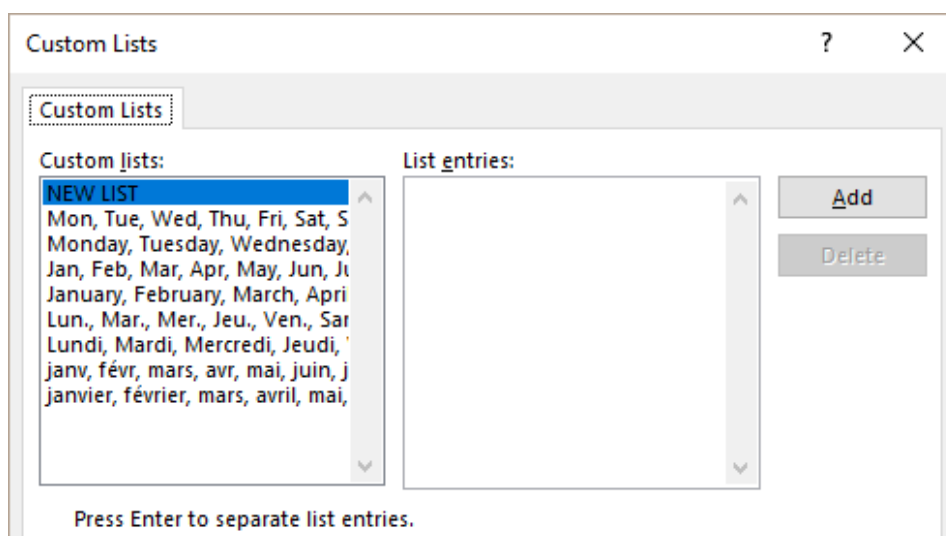 Custom Lists
?
Custom Lists
Custom lists:
List entries:
NEW LIST
Mon, Tue, Wed, Thu, Fri, Sat, S
Monday, Tuesday, Wednesday,
Jan, Feb, Mar, Apr, May, Jun, Ju
January, February, March, Apri
Lun., Mar., Mer., Jeu., Ven., Sar
Lundi, Mardi, Mercredi, Jeudi,
janv, févr, mars, avr, mai, juin, j
janvier, février, mars, avril, mai,
Add
Delete
Press Enter to separate list entries.